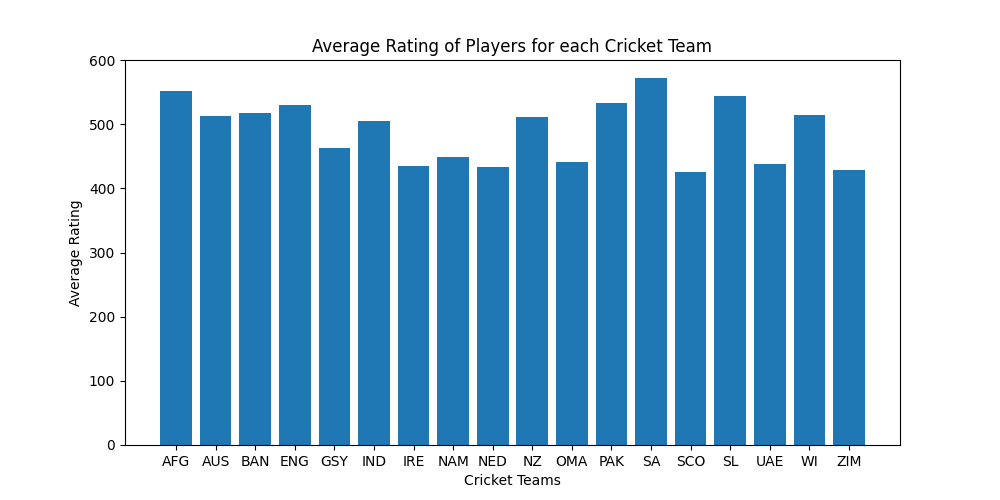 Average Rating of Players for each Cricket Team
600
500
400
300
200
100
0
Average Rating
AFG AUS BAN ENG GSY IND IRE NAM NED NZ OMA PAK SA SCO SL UAE WI ZIM
Cricket Teams